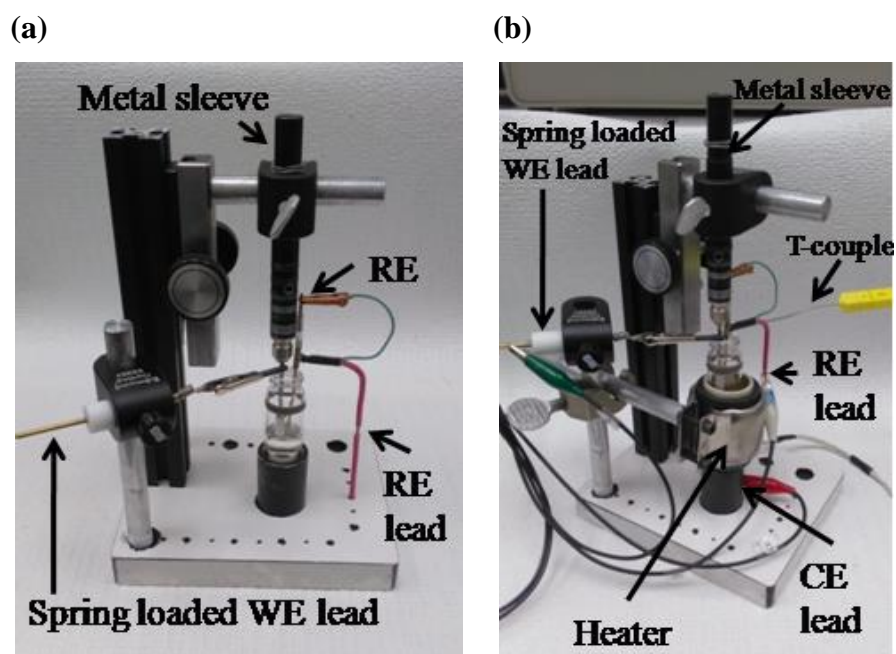 (a)
Metal sleeve
RE
RE
lead
Spring loaded WE lead
(b)
Metal sleeve
Spring loaded
WE lead
T-couple
RE
lead
CE
lead
Heater